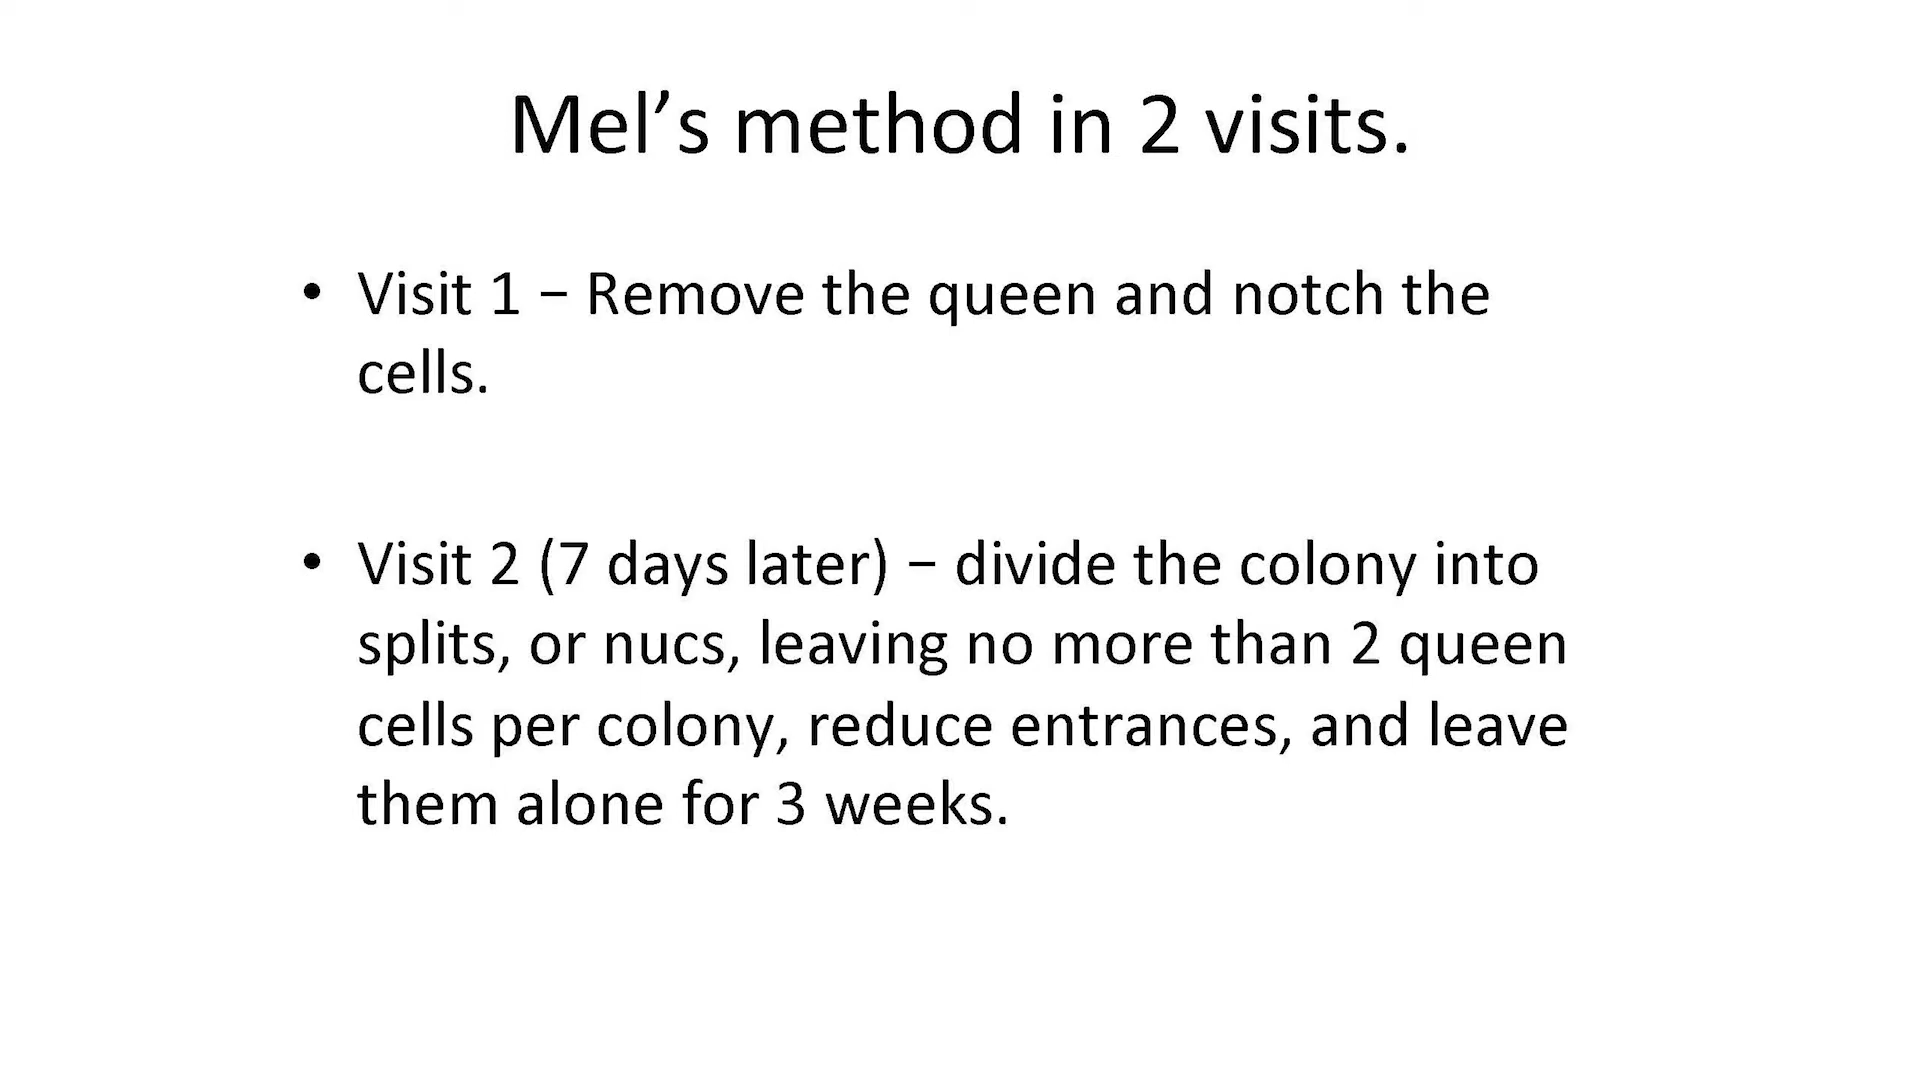 Mel’s method in 2 visits.
• Visit 1 – Remove the queen and notch the
cells.
• Visit 2 (7 days later) – divide the colony into
splits, or nucs, leaving no more than 2 queen
cells per colony, reduce entrances, and leave
them alone for 3 weeks.